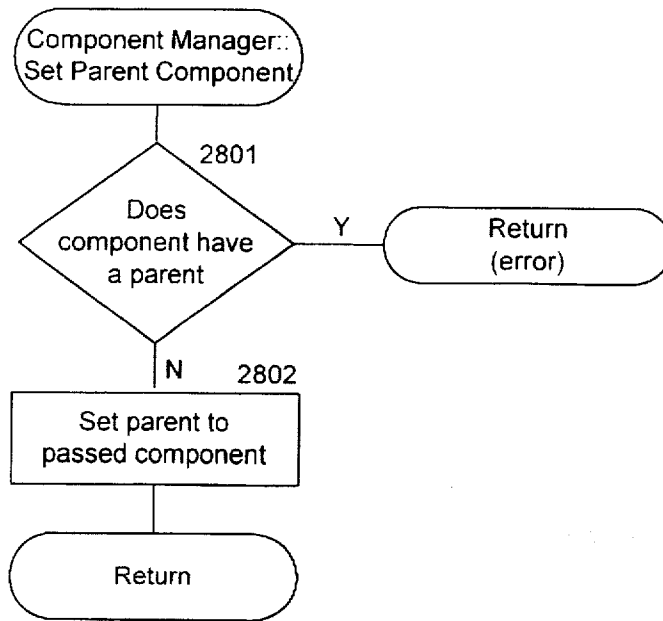 Component Manager::
Set Parent Component
2801
Does
component have
a parent
Y
Return
(error)
N
2802
Set parent to
passed component
Return